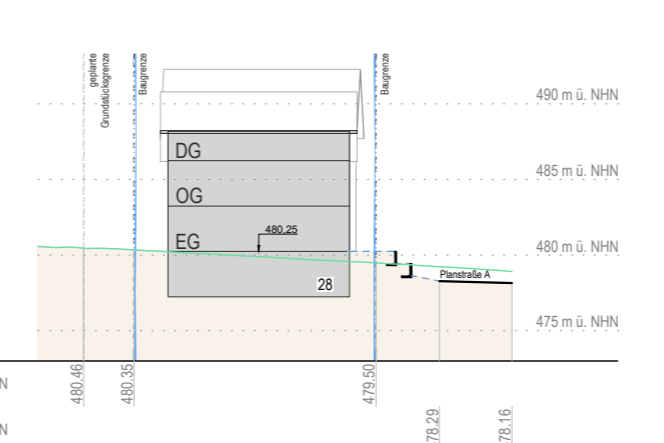 geplante
Grundstücksgrenze
Baugrenze
Baugrenze
490 m ü. NHN
DG
485 m ü. NHN
OG
480,25
EG
480 m ü. NHN
Planstraße A
28
475 m ü. NHN
480.46
480.35
479.50
N
78.29
78.16
N